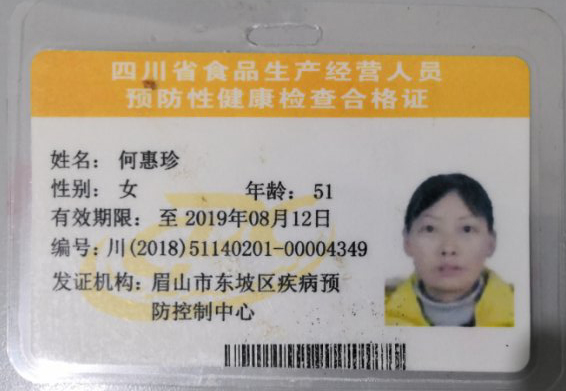 四川省食品生产经营人员
预防性健康检查合格证
姓名：何惠珍
性别：女 年龄：51
有效期限：至2019年08月12日
编号：川(2018)51140201-00004349
发证机构：眉山市东坡区疾病预
防控制中心